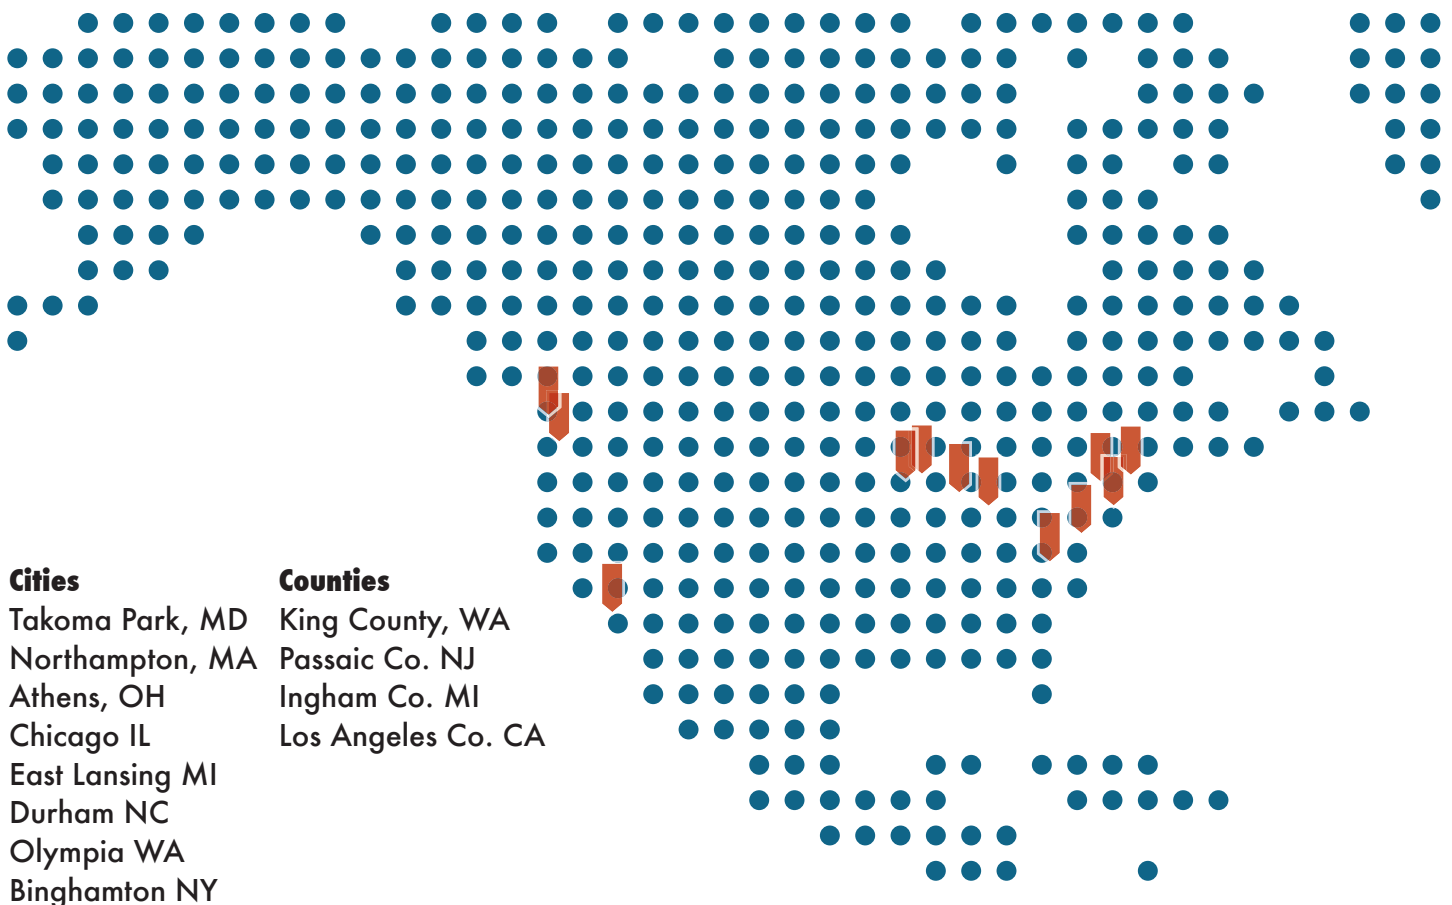 Cities
Takoma Park, MD
Northampton, MA
Athens, OH
Chicago IL
East Lansing MI
Durham NC
Olympia WA
Binghamton NY
Counties
King County, WA
Passaic Co. NJ
Ingham Co. MI
Los Angeles Co. CA